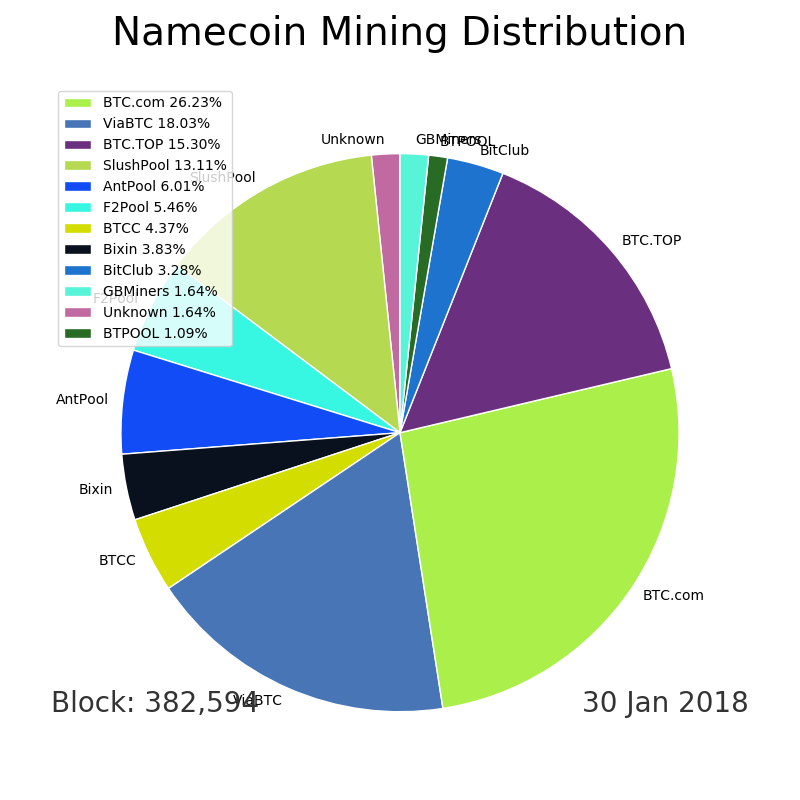 Namecoin Mining Distribution
BTC.com 26.23%
ViaBTC 18.03%
BTC.TOP 15.30%
SlushPool 13.11%
AntPool 6.01%
F2Pool 5.46%
BTCC 4.37%
Bixin 3.83%
BitClub 3.28%
GBMiners 1.64%
Unknown 1.64%
BTPOOL 1.09%
Unknown
GBMiners
BTPOOL
BitClub
SlushPool
BTC.TOP
F2Pool
AntPool
Bixin
BTCC
BTC.com
ViaBTC
Block: 382,594
30 Jan 2018